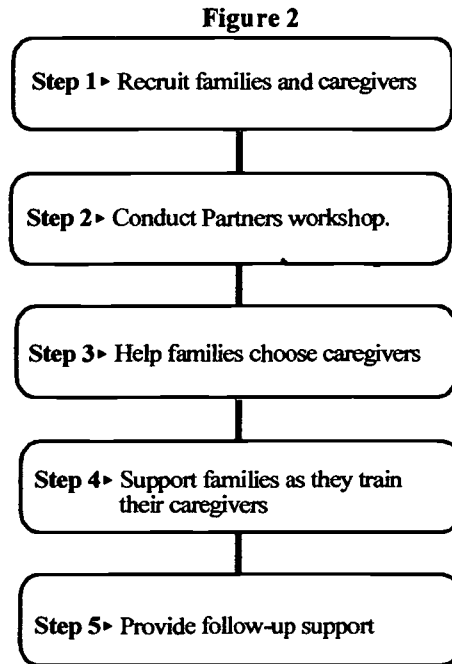 Figure 2
Step 1▸ Recruit families and caregivers
Step 2▸ Conduct Partners workshop.
Step 3▸ Help families choose caregivers
Step 4▸ Support families as they train
their caregivers
Step 5▸ Provide follow-up support